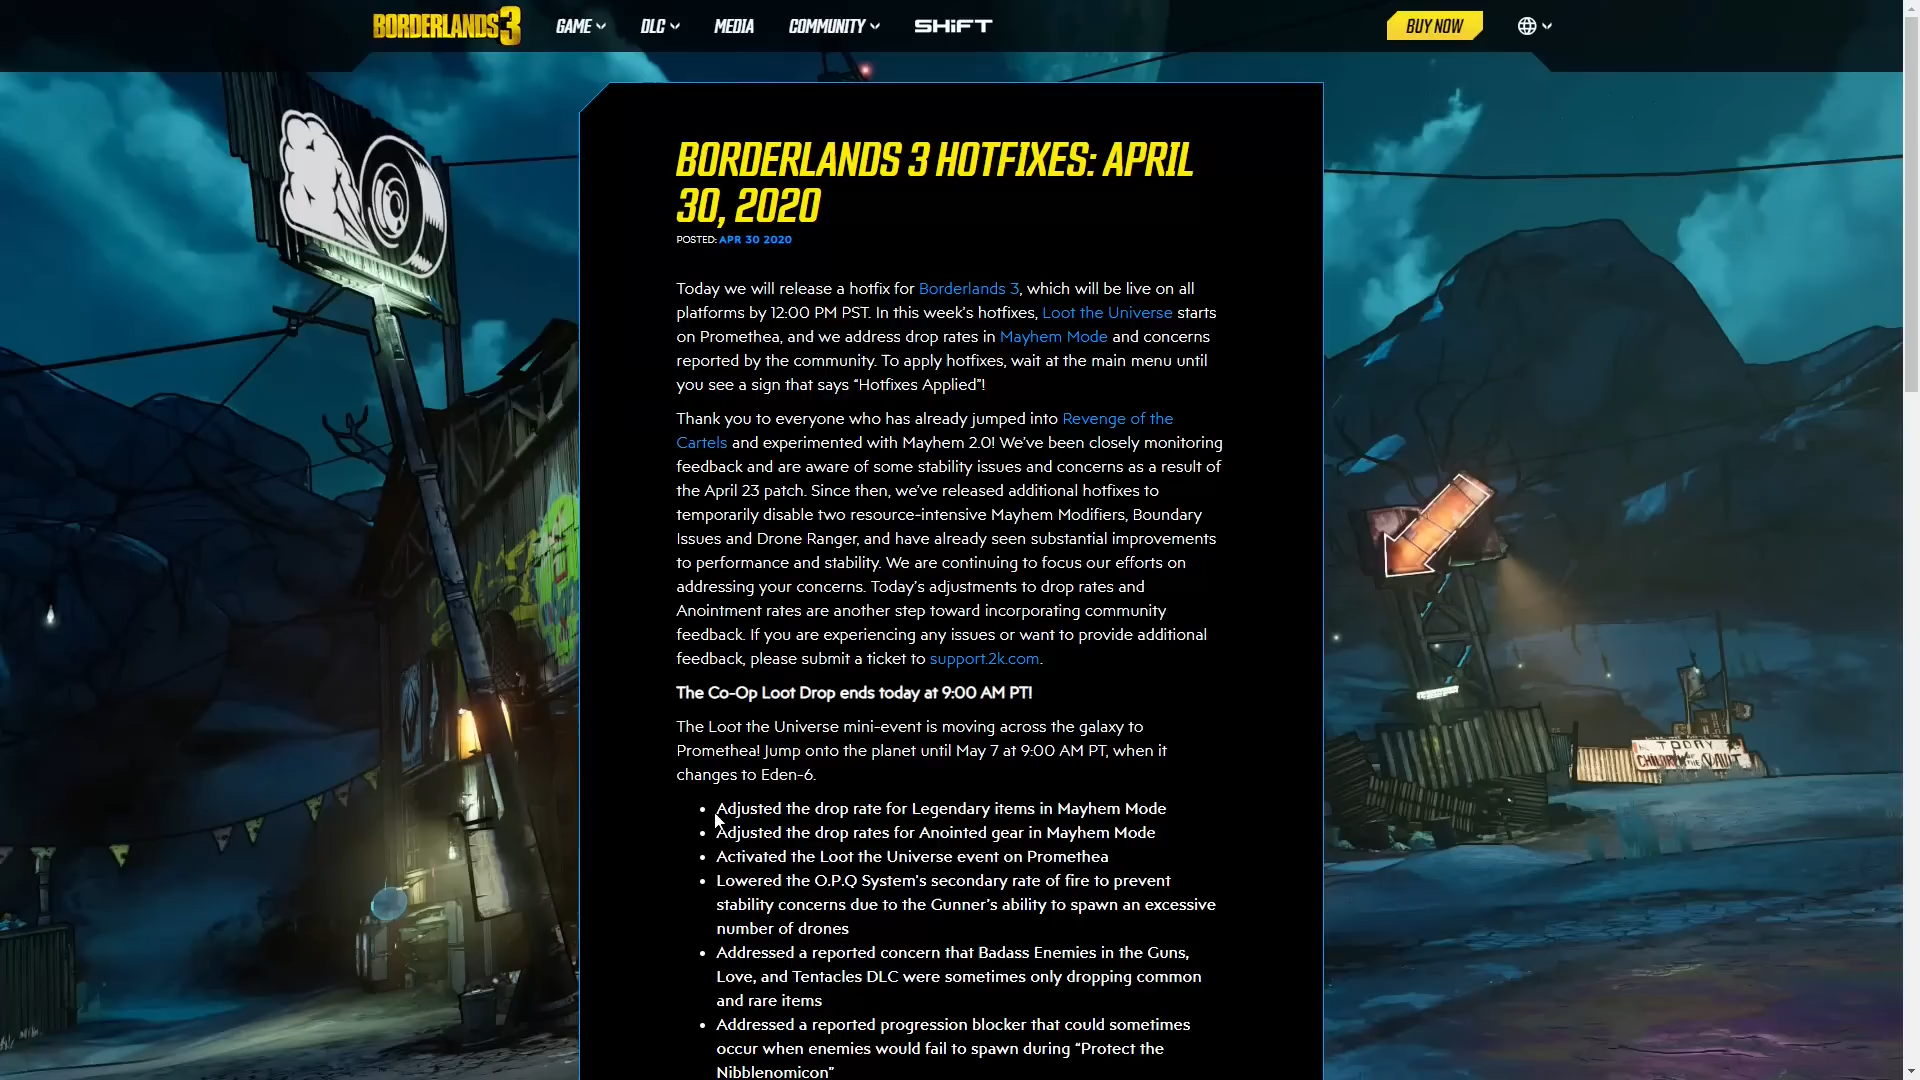 BORDERLANDS 3 GAME DLC MEDIA COMMUNITY SHiFT BUY NOW
BORDERLANDS 3 HOTFIXES: APRIL
30, 2020
POSTED: APR 30 2020
Today we will release a hotfix for Borderlands 3, which will be live on all
platforms by 12:00 PM PST. In this week's hotfixes, Loot the Universe starts
on Promethea, and we address drop rates in Mayhem Mode and concerns
reported by the community. To apply hotfixes, wait at the main menu until
you see a sign that says “Hotfixes Applied”!
Thank you to everyone who has already jumped into Revenge of the
Cartels and experimented with Mayhem 2.0! We've been closely monitoring
feedback and are aware of some stability issues and concerns as a result of
the April 23 patch. Since then, we've released additional hotfixes to
temporarily disable two resource-intensive Mayhem Modifiers, Boundary
Issues and Drone Ranger, and have already seen substantial improvements
to performance and stability. We are continuing to focus our efforts on
addressing your concerns. Today's adjustments to drop rates and
Anointment rates are another step toward incorporating community
feedback. If you are experiencing any issues or want to provide additional
feedback, please submit a ticket to support.2k.com.
The Co-Op Loot Drop ends today at 9:00 AM PT!
The Loot the Universe mini-event is moving across the galaxy to
Promethea! Jump onto the planet until May 7 at 9:00 AM PT, when it
changes to Eden-6.
• Adjusted the drop rate for Legendary items in Mayhem Mode
• Adjusted the drop rates for Anointed gear in Mayhem Mode
• Activated the Loot the Universe event on Promethea
• Lowered the O.P.Q System's secondary rate of fire to prevent
stability concerns due to the Gunner's ability to spawn an excessive
number of drones
• Addressed a reported concern that Badass Enemies in the Guns,
Love, and Tentacles DLC were sometimes only dropping common
and rare items
• Addressed a reported progression blocker that could sometimes
occur when enemies would fail to spawn during “Protect the
Nibblenomicon”
TODAY
CHILDREN OF THE VAULT